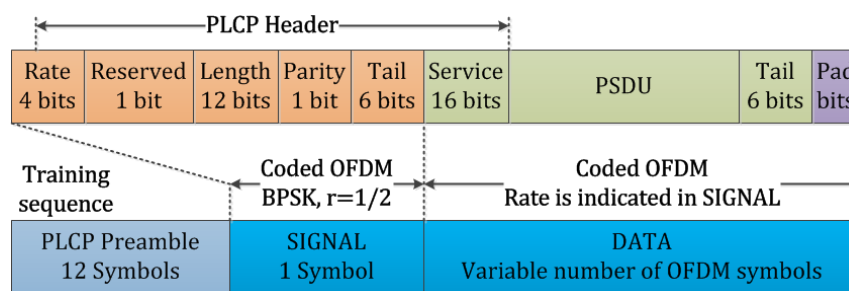 PLCP Header
Rate Reserved Length Parity Tail Service PSDU Tail Pad
4 bits 1 bit 12 bits 1 bit 6 bits 16 bits 6 bits bits
Training Coded OFDM Coded OFDM
sequence BPSK, r=1/2 Rate is indicated in SIGNAL
PLCP Preamble SIGNAL DATA
12 Symbols 1 Symbol Variable number of OFDM symbols